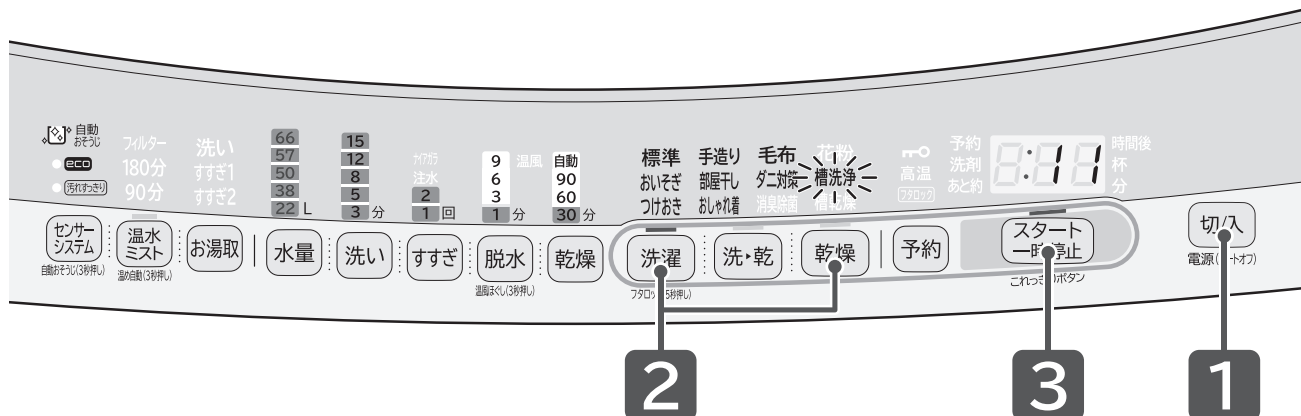 自動
おそうじ
eco
汚れすっきり
フィルター
180分
90分
洗い
すすぎ1
すすぎ2
66
57
50
38
22 L
15
12
8
5
3 分
ナイアガラ
注水
2
1 回
9
6
3
1 分
温風
自動
90
60
30 分
標準 手造り 毛布 花粉
おいそぎ 部屋干し ダニ対策 槽洗浄
つけおき おしゃれ着 消臭除菌 槽乾燥
高温
フタロック
予約
洗剤
あと約
8:11
時間後
杯
分
センサー
システム
自動おそうじ(3秒押し)
温水
ミスト
温め自動(3秒押し)
お湯取
水量
洗い
すすぎ
脱水
温風ほぐし(3秒押し)
乾燥
洗濯
洗・乾
乾燥
予約
スタート
一時停止
切/入
2
3
1